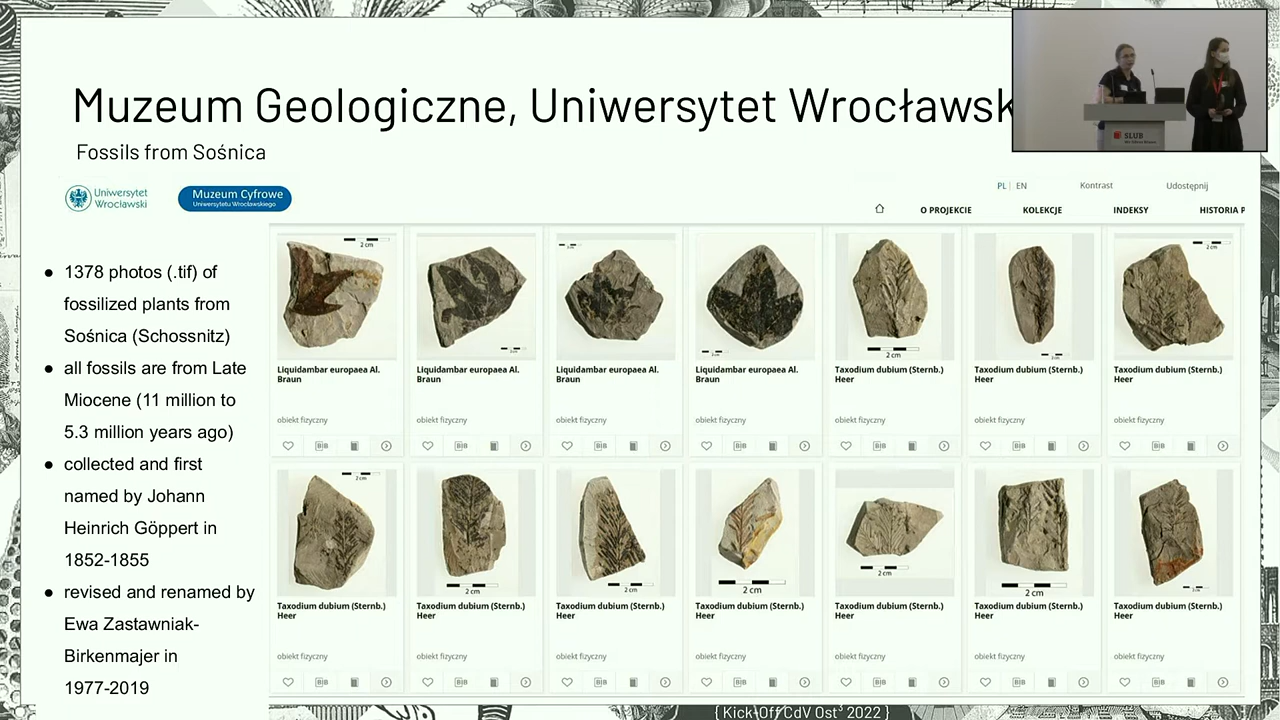 Muzeum Geologiczne, Uniwersytet Wrocławsk
Fossils from Sośnica
Uniwersytet
Wrocławski
Muzeum Cyfrowe
Uniwersytetu Wrocławskiego
PL | EN
Kontrast
Udostępnij
O PROJEKCIE
KOLEKCJE
INDEKSY
HISTORIA P
● 1378 photos (.tif) of
fossilized plants from
Sośnica (Schossnitz)
● all fossils are from Late
Miocene (11 million to
5.3 million years ago)
● collected and first
named by Johann
Heinrich Göppert in
1852-1855
● revised and renamed by
Ewa Zastawniak-
Birkenmajer in
1977-2019
2 cm
2 cm
2 cm
Liquidambar europaea Al.
Braun
obiekt fizyczny
Liquidambar europaea Al.
Braun
obiekt fizyczny
Liquidambar europaea Al.
Braun
obiekt fizyczny
Liquidambar europaea Al.
Braun
obiekt fizyczny
Taxodium dubium (Sternb.)
Heer
obiekt fizyczny
Taxodium dubium (Sternb.)
Heer
obiekt fizyczny
Taxodium dubium (Sternb.)
Heer
obiekt fizyczny
2 cm
2 cm
2 cm
2 cm
2 cm
2 cm
Taxodium dubium (Sternb.)
Heer
obiekt fizyczny
Taxodium dubium (Sternb.)
Heer
obiekt fizyczny
Taxodium dubium (Sternb.)
Heer
obiekt fizyczny
Taxodium dubium (Sternb.)
Heer
obiekt fizyczny
Taxodium dubium (Sternb.)
Heer
obiekt fizyczny
Taxodium dubium (Sternb.)
Heer
obiekt fizyczny
Taxodium dubium (Sternb.)
Heer
obiekt fizyczny
{ Kick-Off CdV Ost³ 2022 }
SLUB